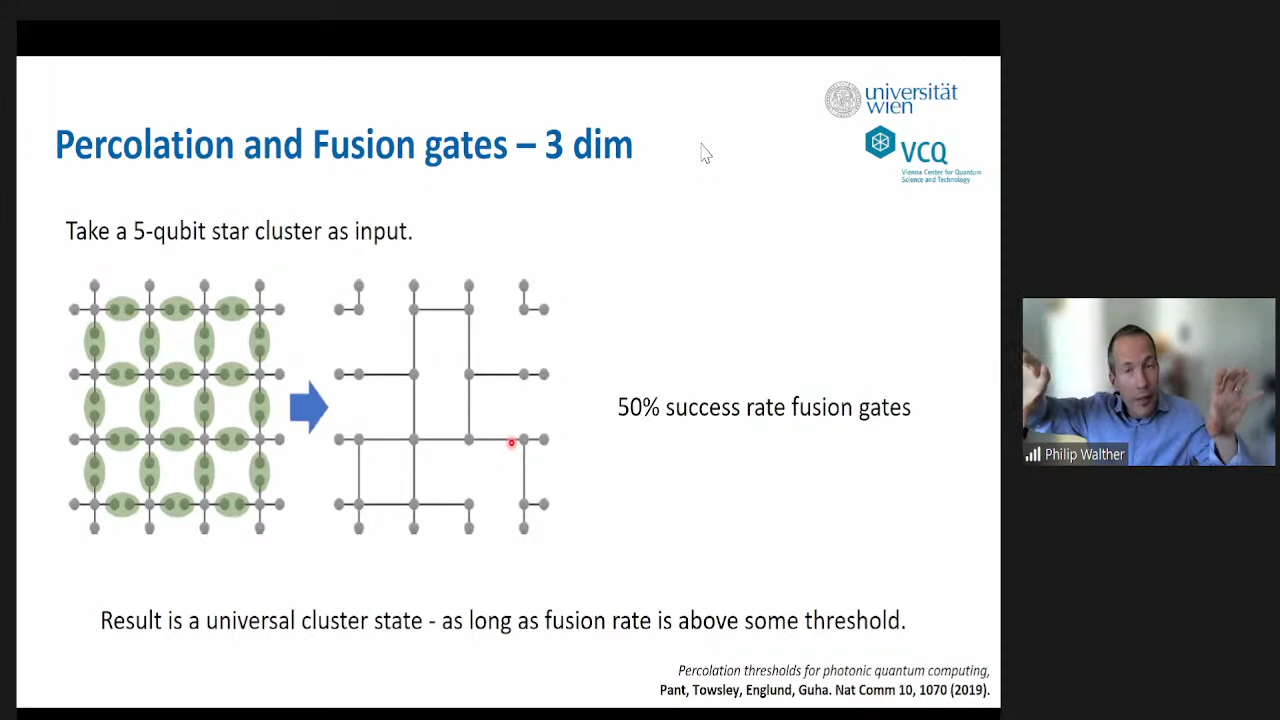 universität
wien
VCQ
Vienna Center for Quantum
Science and Technology
Percolation and Fusion gates – 3 dim
Take a 5-qubit star cluster as input.
50% success rate fusion gates
Philip Walther
Result is a universal cluster state - as long as fusion rate is above some threshold.
Percolation thresholds for photonic quantum computing,
Pant, Towsley, Englund, Guha. Nat Comm 10, 1070 (2019).